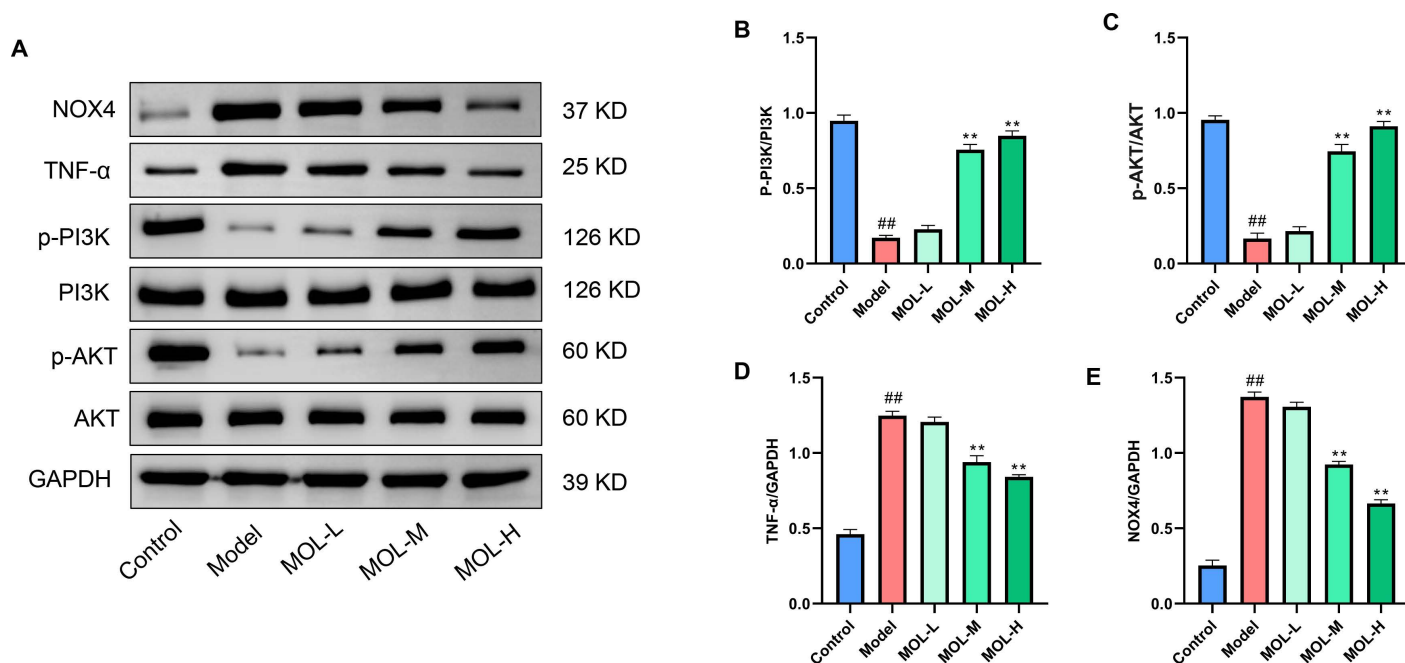 A
NOX4 37 KD
TNF-α 25 KD
p-PI3K 126 KD
PI3K 126 KD
p-AKT 60 KD
AKT 60 KD
GAPDH 39 KD
Control Model MOL-L MOL-M MOL-H
B
P-PI3K/PI3K
1.5
1.0
0.5
0.0
## ** **
Control Model MOL-L MOL-M MOL-H
C
p-AKT/AKT
1.5
1.0
0.5
0.0
## ** **
Control Model MOL-L MOL-M MOL-H
D
TNF-α/GAPDH
1.5
1.0
0.5
0.0
## ** **
Control Model MOL-L MOL-M MOL-H
E
NOX4/GAPDH
1.5
1.0
0.5
0.0
## ** **
Control Model MOL-L MOL-M MOL-H